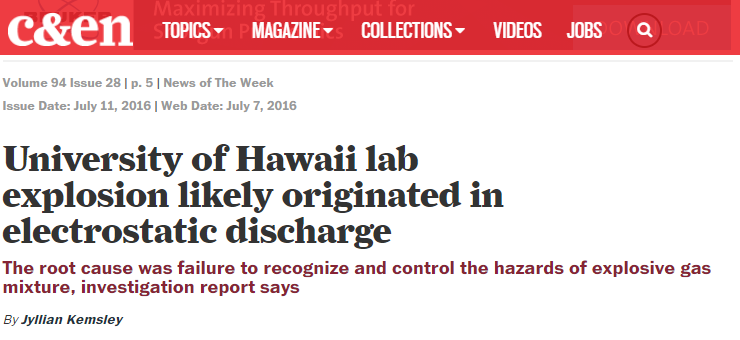 Maximizing Throughput for
c&en TOPICS MAGAZINE COLLECTIONS VIDEOS JOBS
Volume 94 Issue 28 | p. 5 | News of The Week
Issue Date: July 11, 2016 | Web Date: July 7, 2016
University of Hawaii lab
explosion likely originated in
electrostatic discharge
The root cause was failure to recognize and control the hazards of explosive gas
mixture, investigation report says
By Jyllian Kemsley